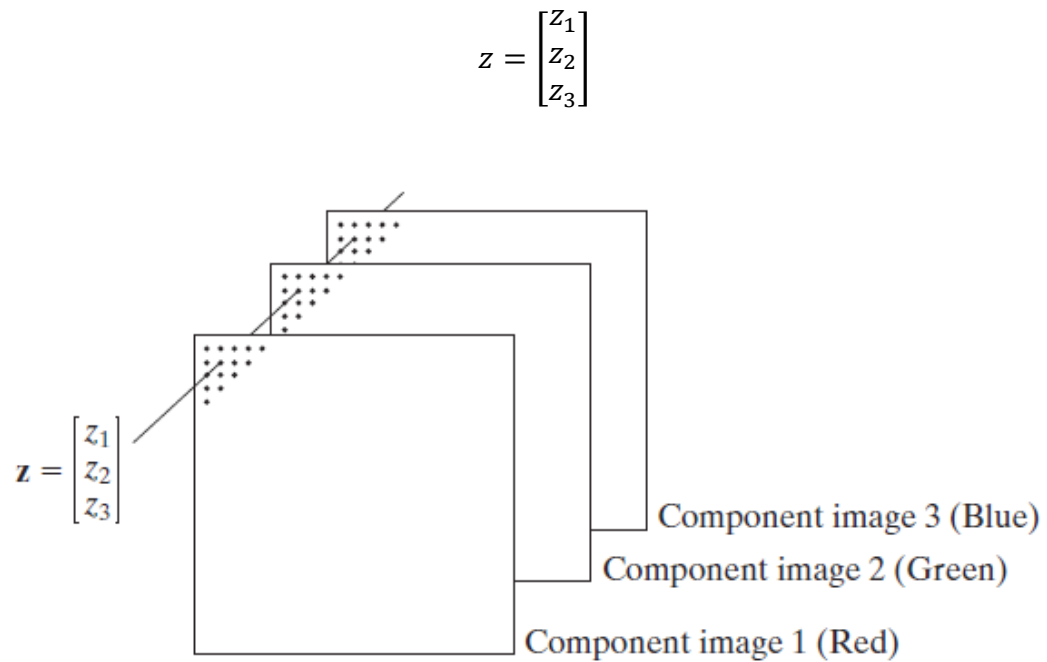 z = [z₁
z₂
z₃]
z = [z₁
z₂
z₃]
Component image 3 (Blue)
Component image 2 (Green)
Component image 1 (Red)